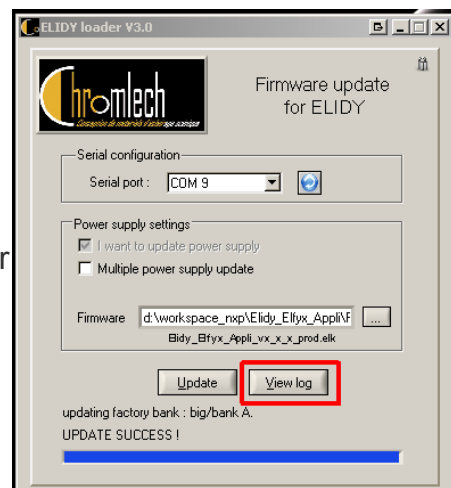 ELIDY loader V3.0
Chromlech
Firmware update
for ELIDY
Serial configuration
Serial port : COM 9
Power supply settings
I want to update power supply
Multiple power supply update
r
Firmware d:\workspace_nxp\Elidy_Elfyx_Appli\F ...
Elidy_Elfyx_Appli_vx_x_x_prod.elk
Update View log
updating factory bank : big/bank A.
UPDATE SUCCESS !